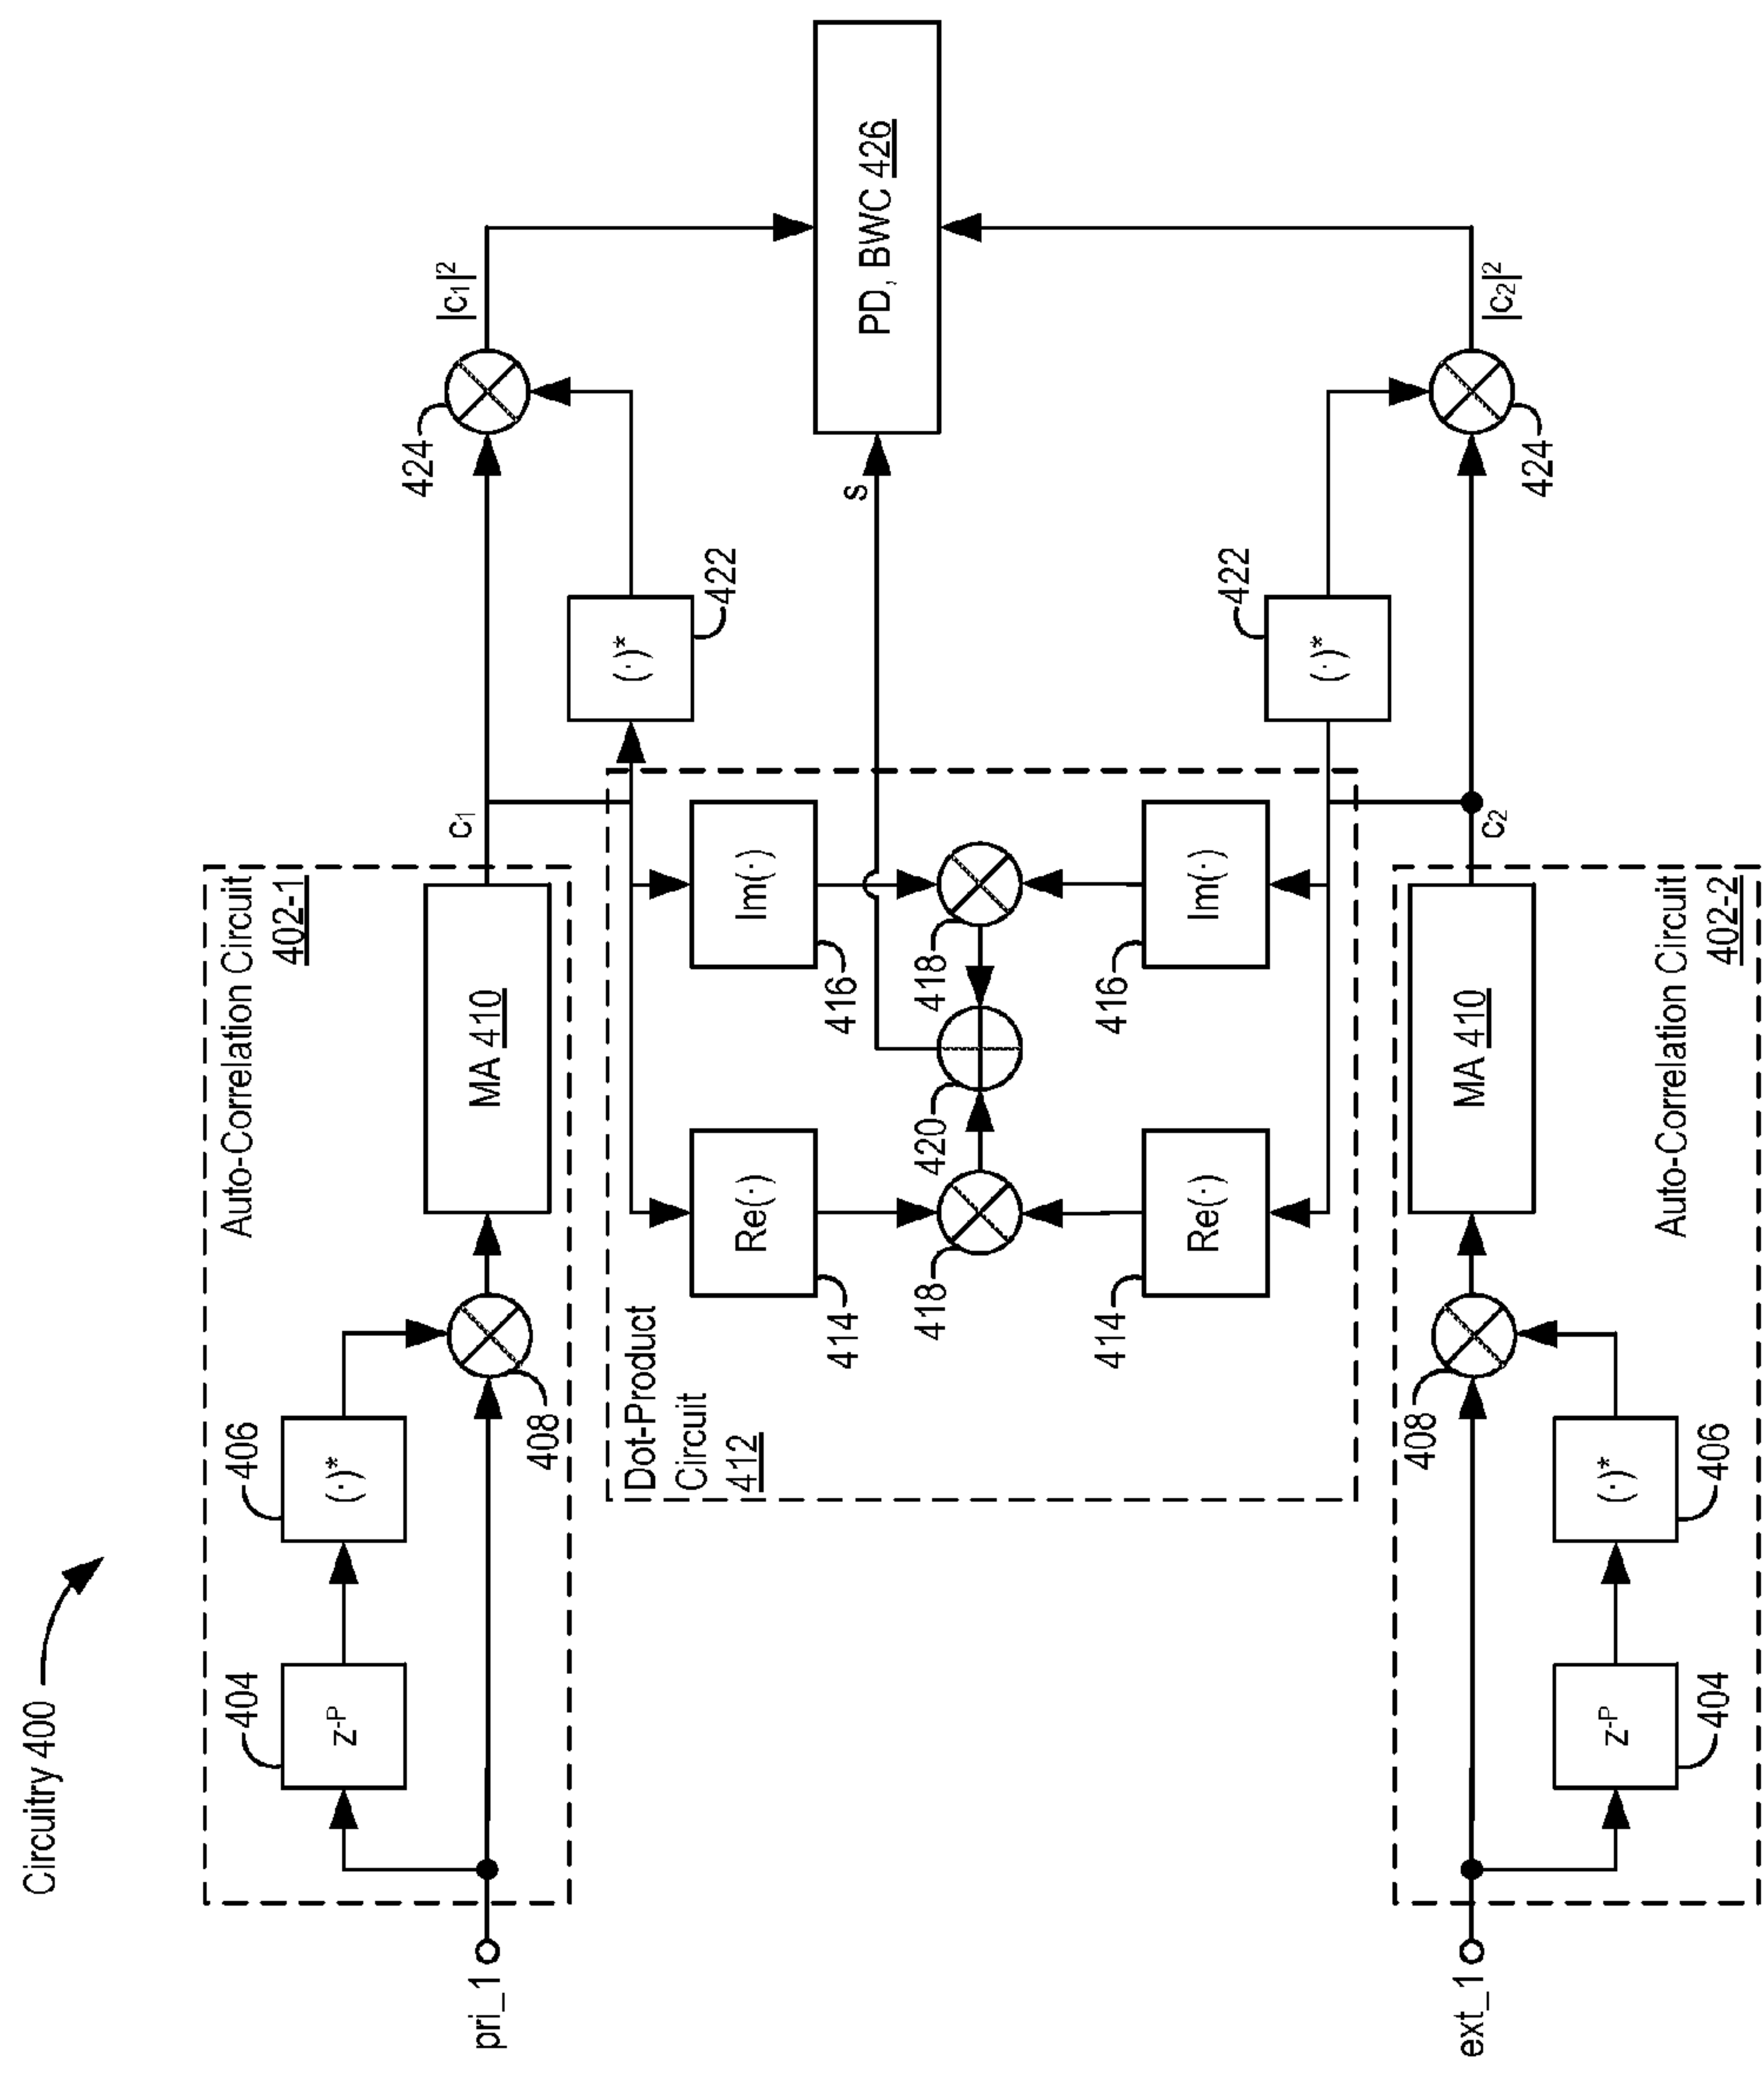 Circuitry 400
Auto-Correlation Circuit
402-1
404
z-P
406
(·)*
408
MA 410
pri_1
c1
424
|c1|2
(·)*
422
Dot-Product
Circuit
412
Re(·)
414
Im(·)
416
418
420
418
s
PD, BWC 426
Re(·)
414
Im(·)
416
422
(·)*
424
|c2|2
ext_1
408
MA 410
c2
z-P
404
(·)*
406
Auto-Correlation Circuit
402-2